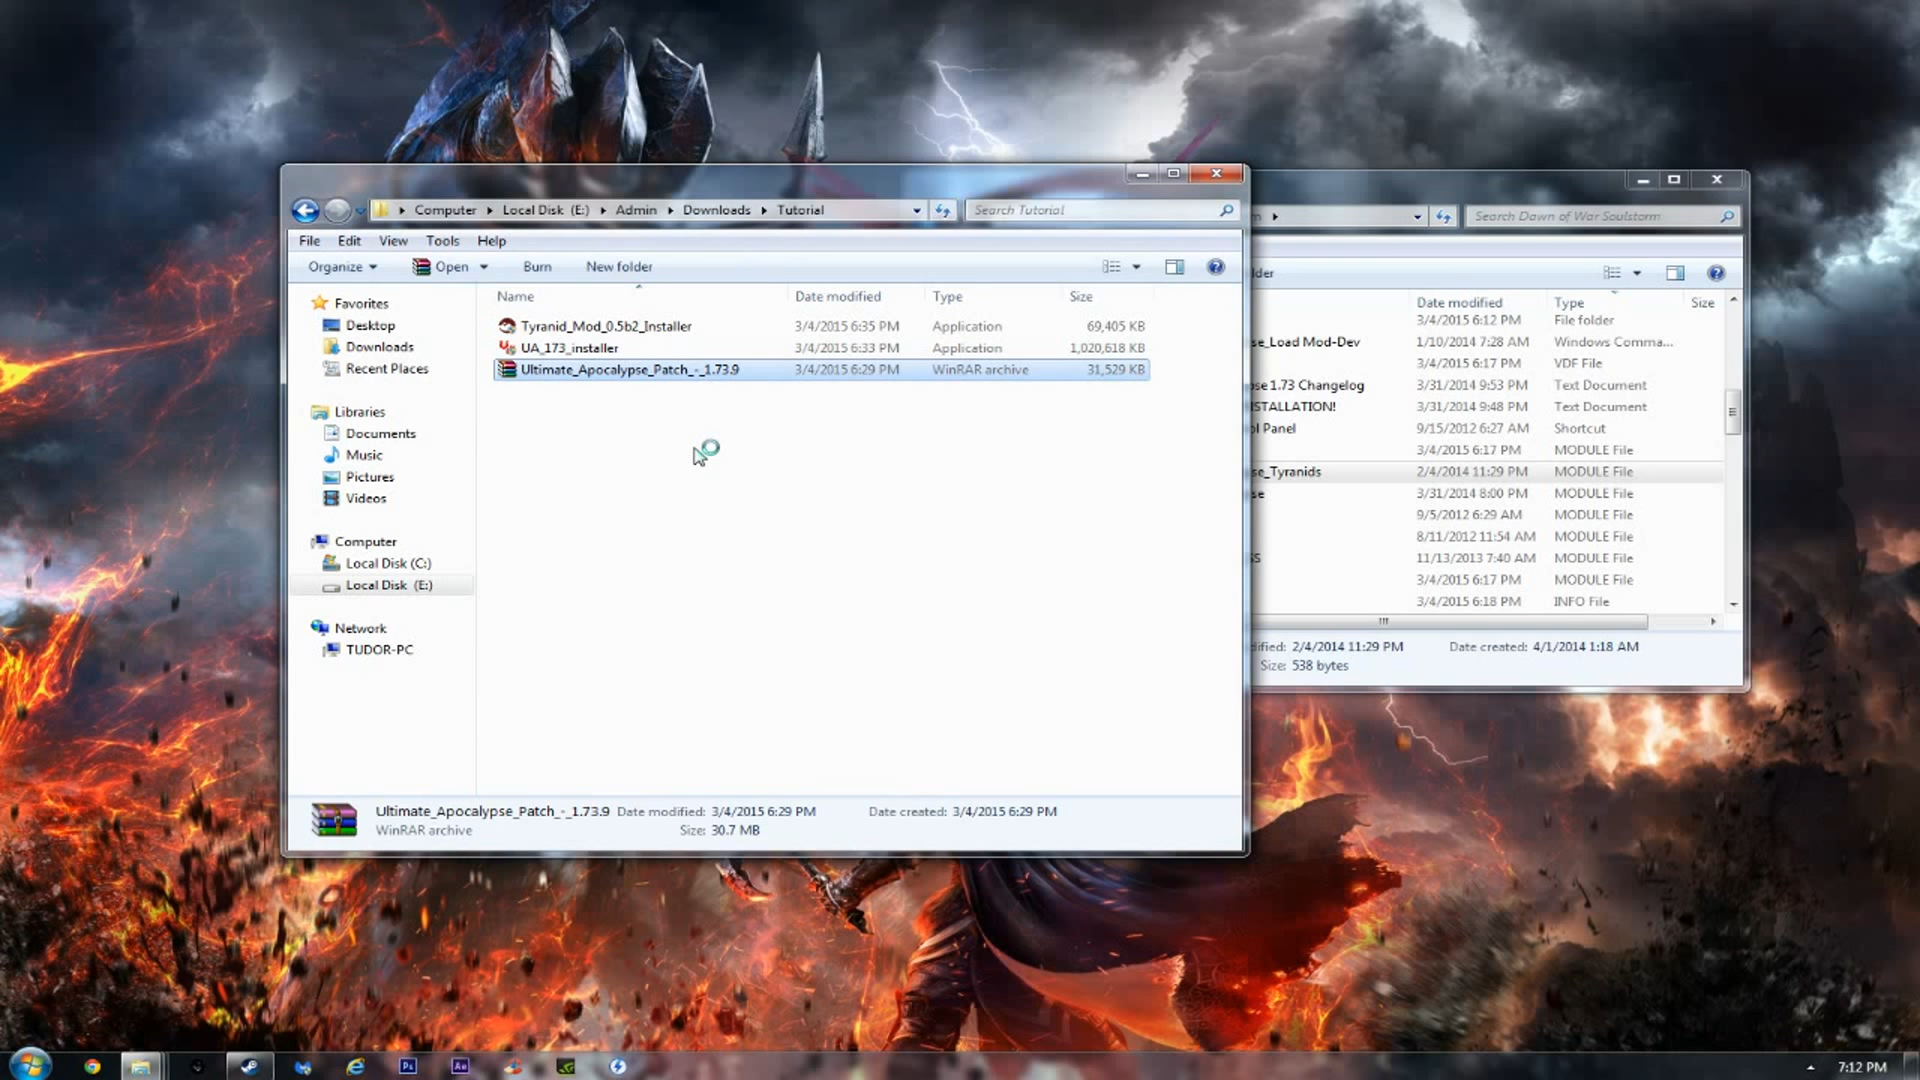 Computer Local Disk (E:) Admin Downloads Tutorial
Search Tutorial
File Edit View Tools Help
Organize Open Burn New folder
Name Date modified Type Size
Tyranid_Mod_0.5b2_Installer 3/4/2015 6:35 PM Application 69,405 KB
UA_173_installer 3/4/2015 6:33 PM Application 1,020,618 KB
Ultimate_Apocalypse_Patch_-_1.73.9 3/4/2015 6:29 PM WinRAR archive 31,529 KB
Favorites
Desktop
Downloads
Recent Places
Libraries
Documents
Music
Pictures
Videos
Computer
Local Disk (C:)
Local Disk (E:)
Network
TUDOR-PC
Ultimate_Apocalypse_Patch_-_1.73.9 Date modified: 3/4/2015 6:29 PM Date created: 3/4/2015 6:29 PM
WinRAR archive Size: 30.7 MB
Search Dawn of War Soulstorm
Date modified Type Size
3/4/2015 6:12 PM File folder
se_Load Mod-Dev 1/10/2014 7:28 AM Windows Comma...
3/4/2015 6:17 PM VDF File
se 1.73 Changelog 3/31/2014 9:53 PM Text Document
STALLATION! 3/31/2014 9:48 PM Text Document
ol Panel 9/15/2012 6:27 AM Shortcut
3/4/2015 6:17 PM MODULE File
se_Tyranids 2/4/2014 11:29 PM MODULE File
se 3/31/2014 8:00 PM MODULE File
9/5/2012 6:29 AM MODULE File
8/11/2012 11:54 AM MODULE File
SS 11/13/2013 7:40 AM MODULE File
3/4/2015 6:17 PM MODULE File
3/4/2015 6:18 PM INFO File
dified: 2/4/2014 11:29 PM Date created: 4/1/2014 1:18 AM
Size: 538 bytes
Ps Ae
7:12 PM